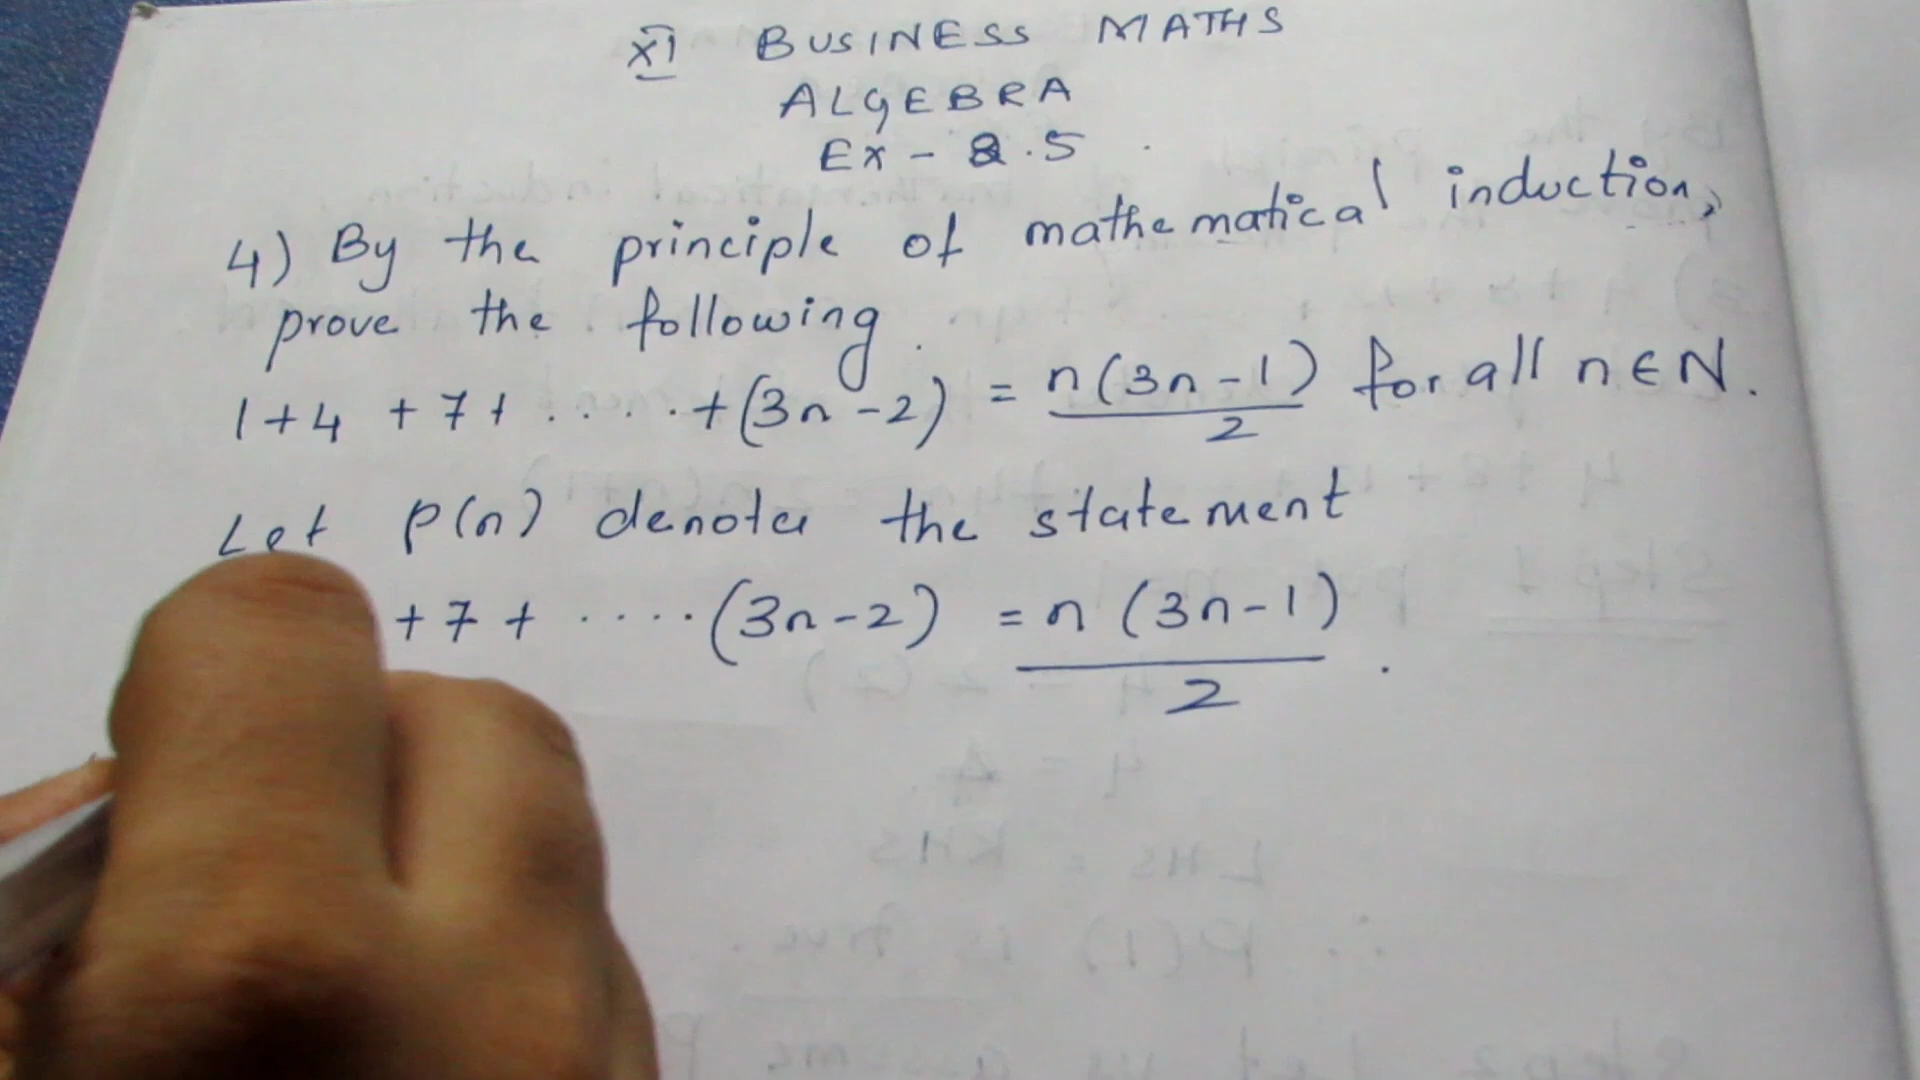 XI BUSINESS MATHS
ALGEBRA
Ex - 2.5
4) By the principle of mathematical induction,
prove the following.
1 + 4 + 7 + ..... + (3n - 2) = n(3n - 1)/2 for all n ∈ N.
Let P(n) denote the statement
+ 7 + ..... (3n - 2) = n(3n - 1)/2 .